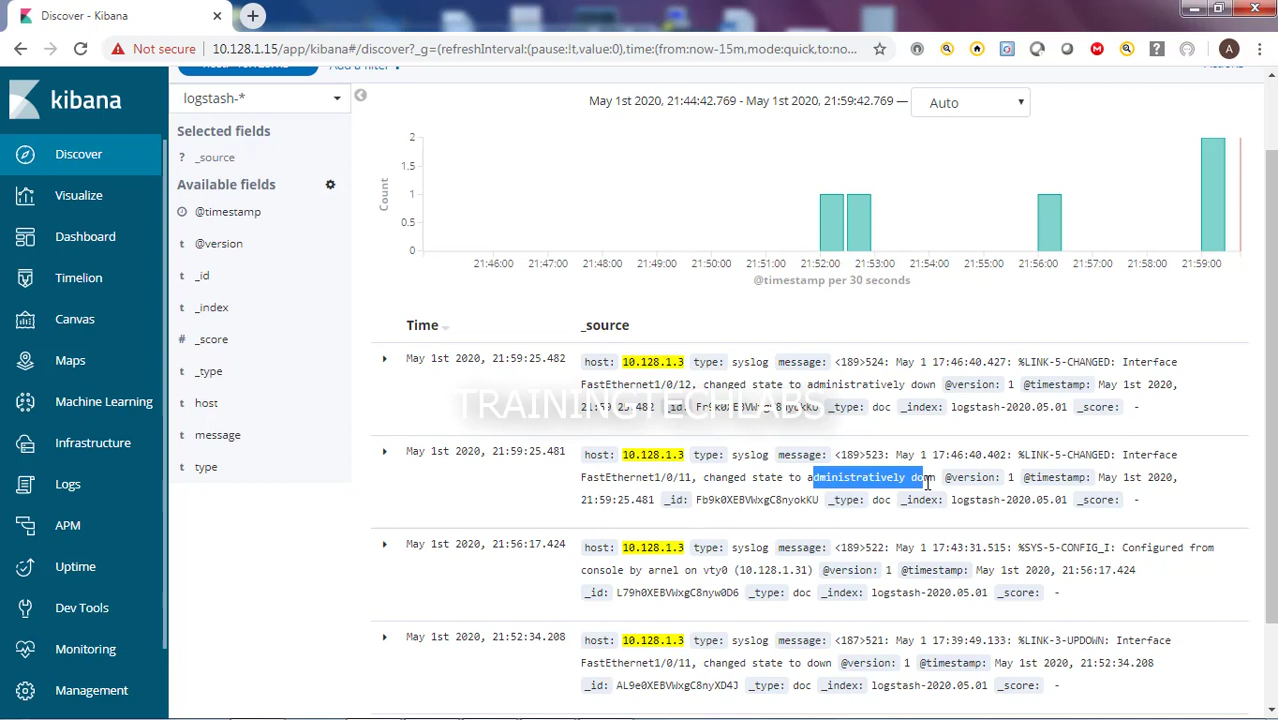 Discover - Kibana
Not secure
10.128.1.15/app/kibana#/discover?_g=(refreshInterval:(pause:!t,value:0),time:(from:now-15m,mode:quick,to:no...
A
kibana
Discover
Visualize
Dashboard
Timelion
Canvas
Maps
Machine Learning
Infrastructure
Logs
APM
Uptime
Dev Tools
Monitoring
Management
logstash-*
Selected fields
? _source
Available fields
@timestamp
t @version
t _id
t _index
# _score
t _type
t host
t message
t type
May 1st 2020, 21:44:42.769 - May 1st 2020, 21:59:42.769 —
Auto
Count
2
1.5
1
0.5
0
21:46:00 21:47:00 21:48:00 21:49:00 21:50:00 21:51:00 21:52:00 21:53:00 21:54:00 21:55:00 21:56:00 21:57:00 21:58:00 21:59:00
@timestamp per 30 seconds
Time _source
May 1st 2020, 21:59:25.482 host: 10.128.1.3 type: syslog message: <189>524: May 1 17:46:40.427: %LINK-5-CHANGED: Interface
FastEthernet1/0/12, changed state to administratively down @version: 1 @timestamp: May 1st 2020,
21:59:25.482 _id: _type: doc _index: logstash-2020.05.01 _score: -
TRAININGTECHLABS
May 1st 2020, 21:59:25.481 host: 10.128.1.3 type: syslog message: <189>523: May 1 17:46:40.402: %LINK-5-CHANGED: Interface
FastEthernet1/0/11, changed state to administratively down @version: 1 @timestamp: May 1st 2020,
21:59:25.481 _id: Fb9k0XEBVWxgC8nyokKU _type: doc _index: logstash-2020.05.01 _score: -
May 1st 2020, 21:56:17.424 host: 10.128.1.3 type: syslog message: <189>522: May 1 17:43:31.515: %SYS-5-CONFIG_I: Configured from
console by arnel on vty0 (10.128.1.31) @version: 1 @timestamp: May 1st 2020, 21:56:17.424
_id: L79h0XEBVWxgC8nyw0D6 _type: doc _index: logstash-2020.05.01 _score: -
May 1st 2020, 21:52:34.208 host: 10.128.1.3 type: syslog message: <187>521: May 1 17:39:49.133: %LINK-3-UPDOWN: Interface
FastEthernet1/0/11, changed state to down @version: 1 @timestamp: May 1st 2020, 21:52:34.208
_id: AL9e0XEBVWxgC8nyXD4J _type: doc _index: logstash-2020.05.01 _score: -